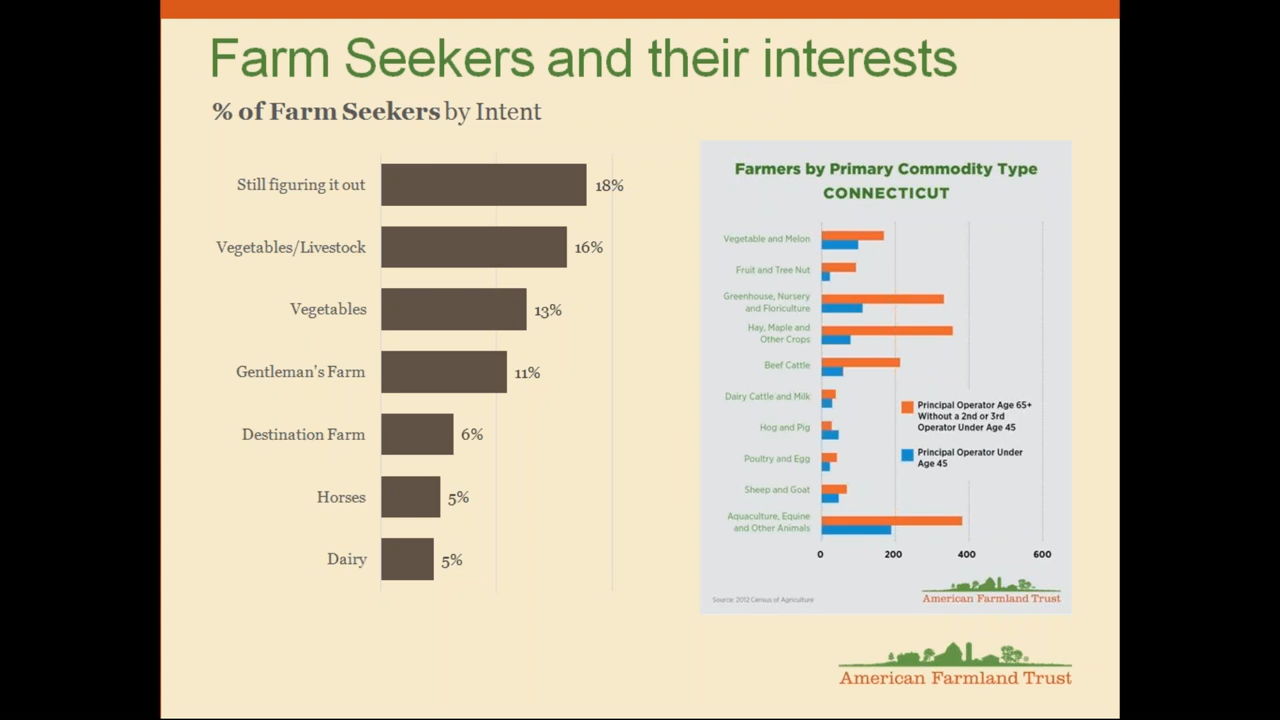 Farm Seekers and their interests
% of Farm Seekers by Intent
Still figuring it out 18%
Vegetables/Livestock 16%
Vegetables 13%
Gentleman's Farm 11%
Destination Farm 6%
Horses 5%
Dairy 5%
Farmers by Primary Commodity Type
CONNECTICUT
Vegetable and Melon
Fruit and Tree Nut
Greenhouse, Nursery
and Floriculture
Hay, Maple and
Other Crops
Beef Cattle
Dairy Cattle and Milk
Hog and Pig
Poultry and Egg
Sheep and Goat
Aquaculture, Equine
and Other Animals
Principal Operator Age 65+
Without a 2nd or 3rd
Operator Under Age 45
Principal Operator Under
Age 45
0 200 400 600
American Farmland Trust
Source: 2012 Census of Agriculture
American Farmland Trust